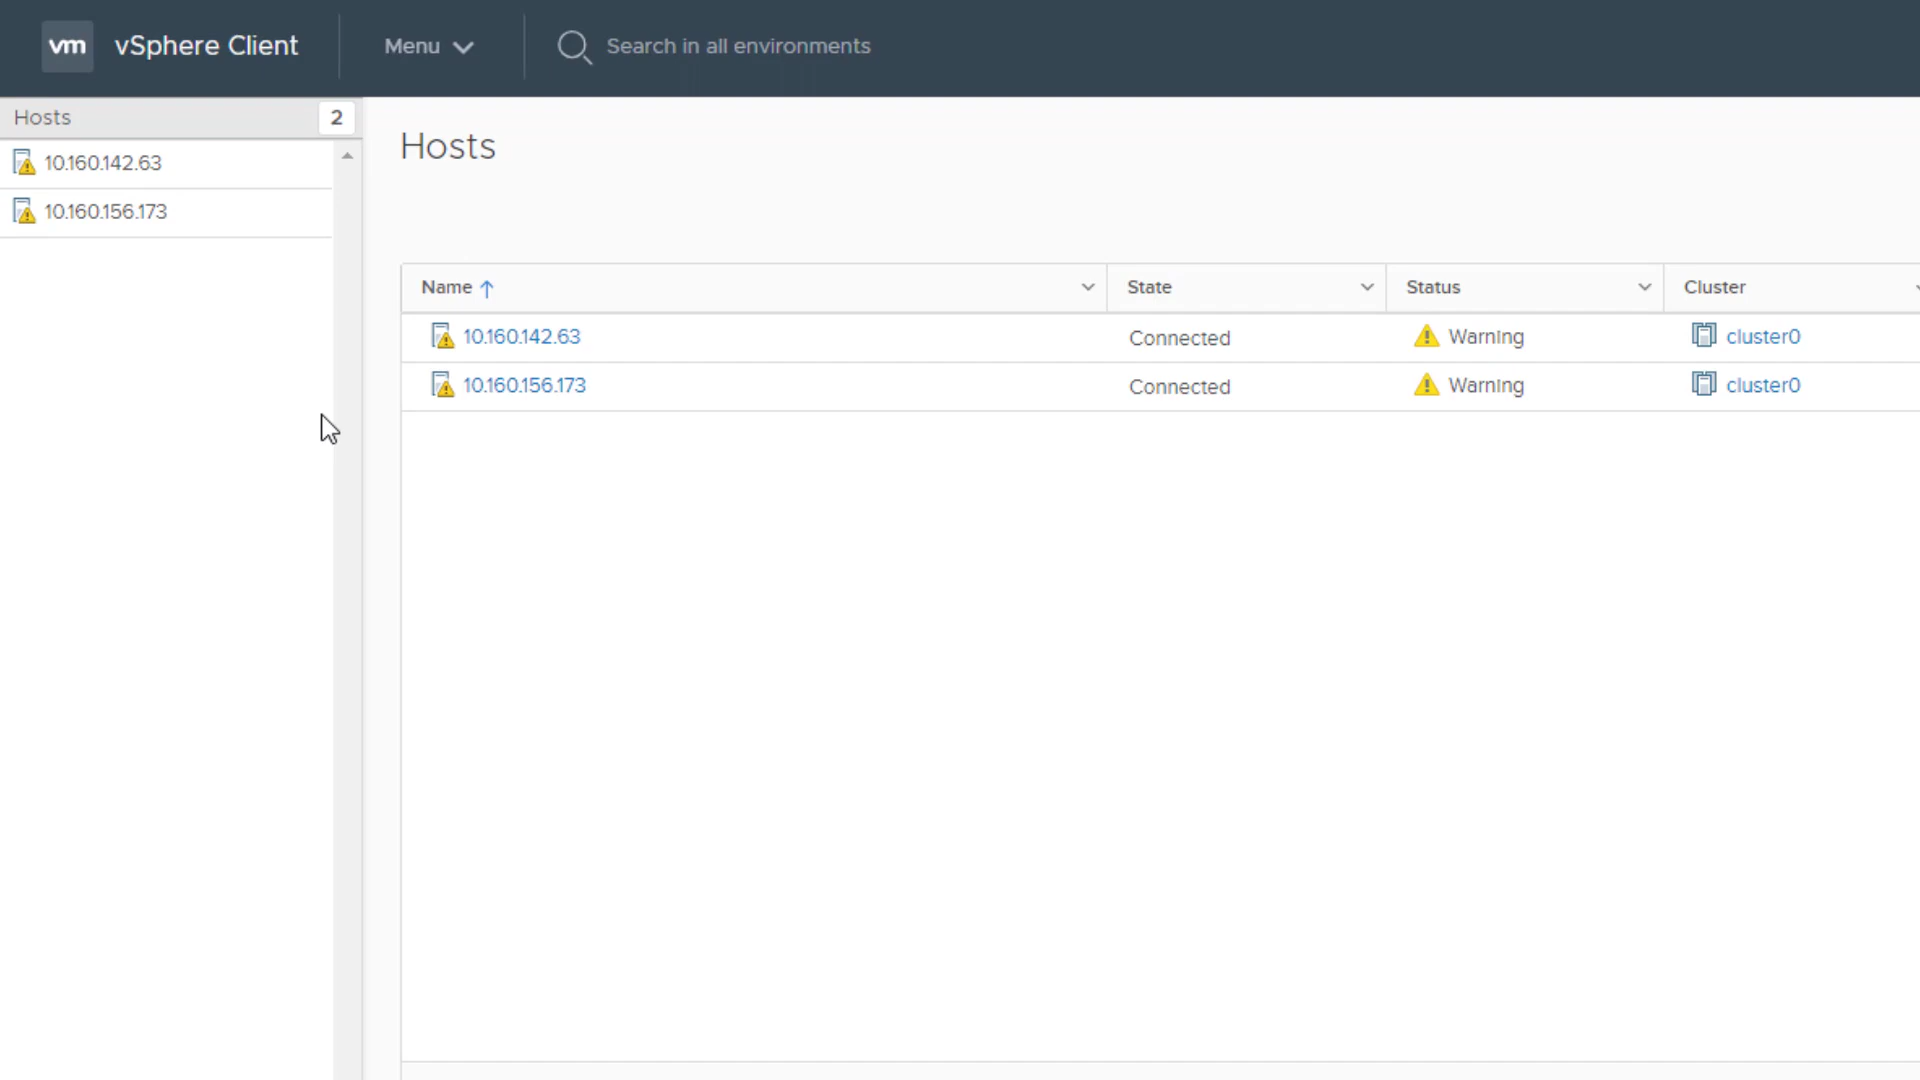 vm vSphere Client Menu Search in all environments
Hosts 2
10.160.142.63
10.160.156.173
Hosts
Name State Status Cluster
10.160.142.63 Connected Warning cluster0
10.160.156.173 Connected Warning cluster0